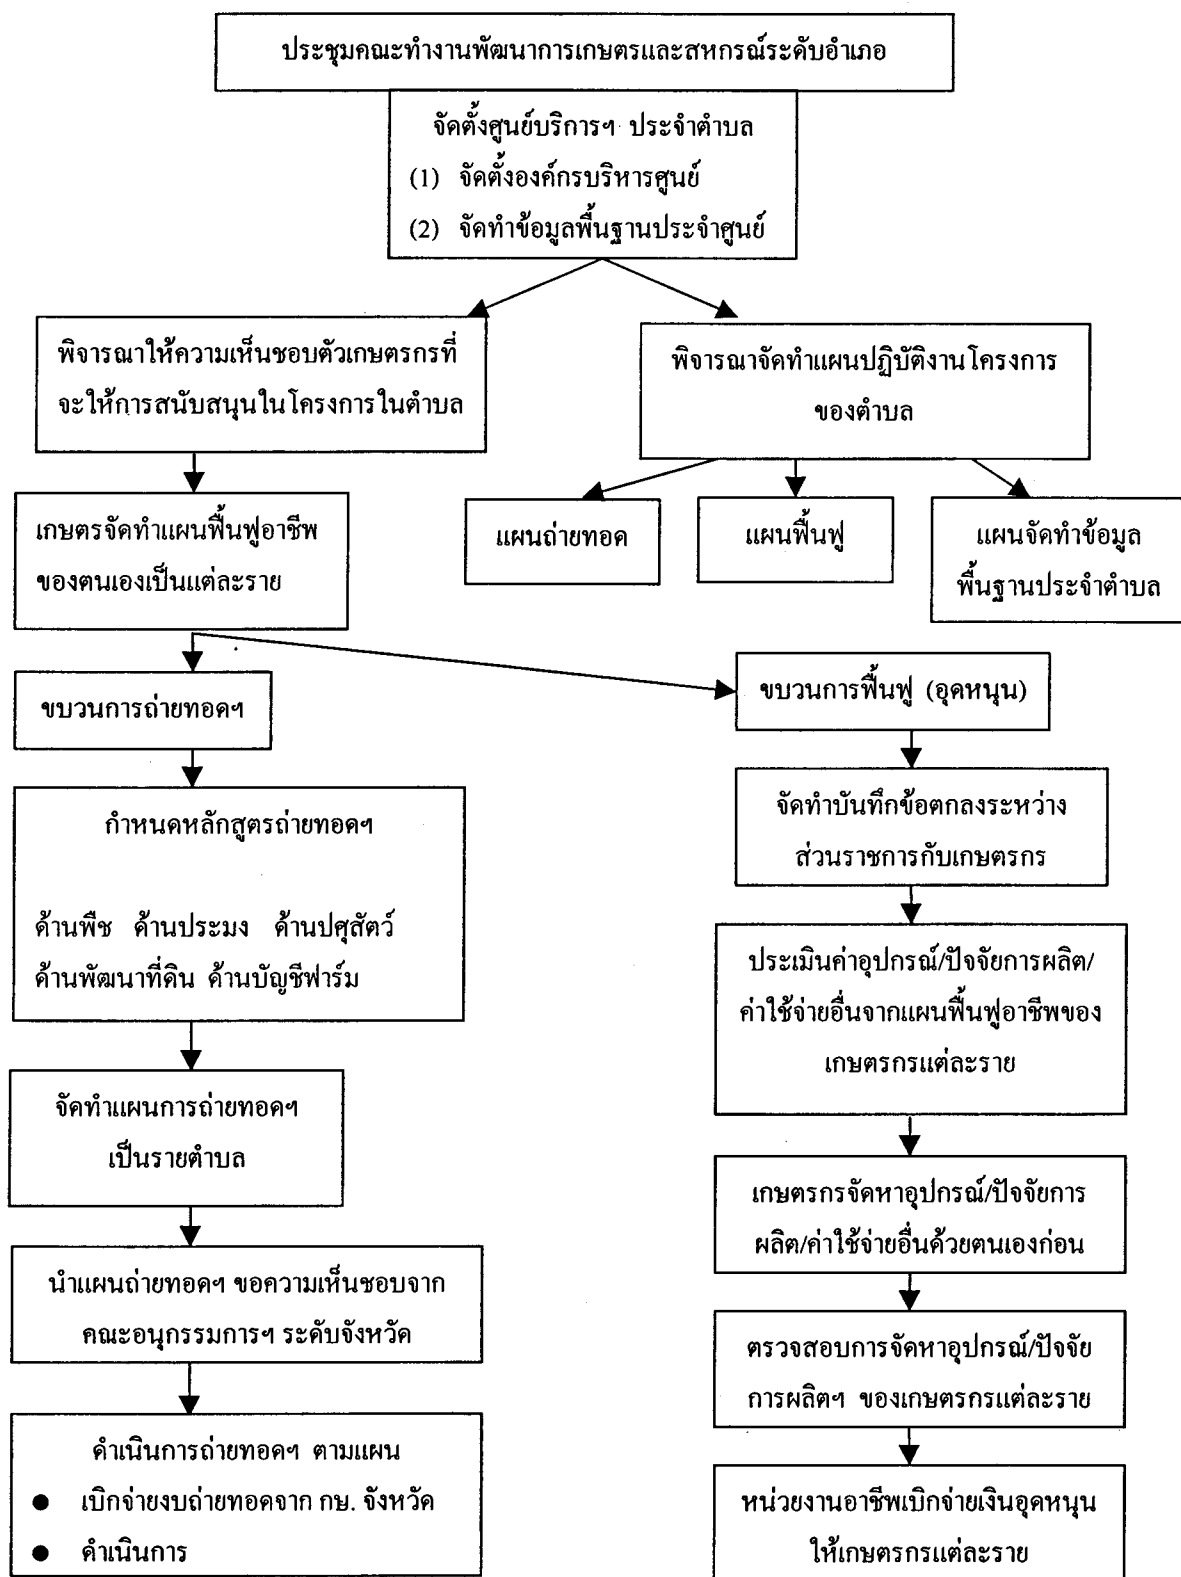 ประชุมคณะทำงานพัฒนาการเกษตรและสหกรณ์ระดับอำเภอ
จัดตั้งศูนย์บริการฯ ประจำตำบล
(1) จัดตั้งองค์กรบริหารศูนย์
(2) จัดทำข้อมูลพื้นฐานประจำศูนย์
พิจารณาให้ความเห็นชอบตัวเกษตรกรที่
จะให้การสนับสนุนในโครงการในตำบล
พิจารณาจัดทำแผนปฏิบัติงานโครงการ
ของตำบล
เกษตรจัดทำแผนฟื้นฟูอาชีพ
ของตนเองเป็นแต่ละราย
แผนถ่ายทอด
แผนฟื้นฟู
แผนจัดทำข้อมูล
พื้นฐานประจำตำบล
ขบวนการถ่ายทอดฯ
ขบวนการฟื้นฟู (อุดหนุน)
กำหนดหลักสูตรถ่ายทอดฯ
ด้านพืช ด้านประมง ด้านปศุสัตว์
ด้านพัฒนาที่ดิน ด้านบัญชีฟาร์ม
จัดทำแผนการถ่ายทอดฯ
เป็นรายตำบล
นำแผนถ่ายทอดฯ ขอความเห็นชอบจาก
คณะอนุกรรมการฯ ระดับจังหวัด
ดำเนินการถ่ายทอดฯ ตามแผน
● เบิกจ่ายงบถ่ายทอดจาก กษ. จังหวัด
● ดำเนินการ
จัดทำบันทึกข้อตกลงระหว่าง
ส่วนราชการกับเกษตรกร
ประเมินค่าอุปกรณ์/ปัจจัยการผลิต/
ค่าใช้จ่ายอื่นจากแผนฟื้นฟูอาชีพของ
เกษตรกรแต่ละราย
เกษตรกรจัดหาอุปกรณ์/ปัจจัยการ
ผลิต/ค่าใช้จ่ายอื่นด้วยตนเองก่อน
ตรวจสอบการจัดหาอุปกรณ์/ปัจจัย
การผลิตฯ ของเกษตรกรแต่ละราย
หน่วยงานอาชีพเบิกจ่ายเงินอุดหนุน
ให้เกษตรกรแต่ละราย